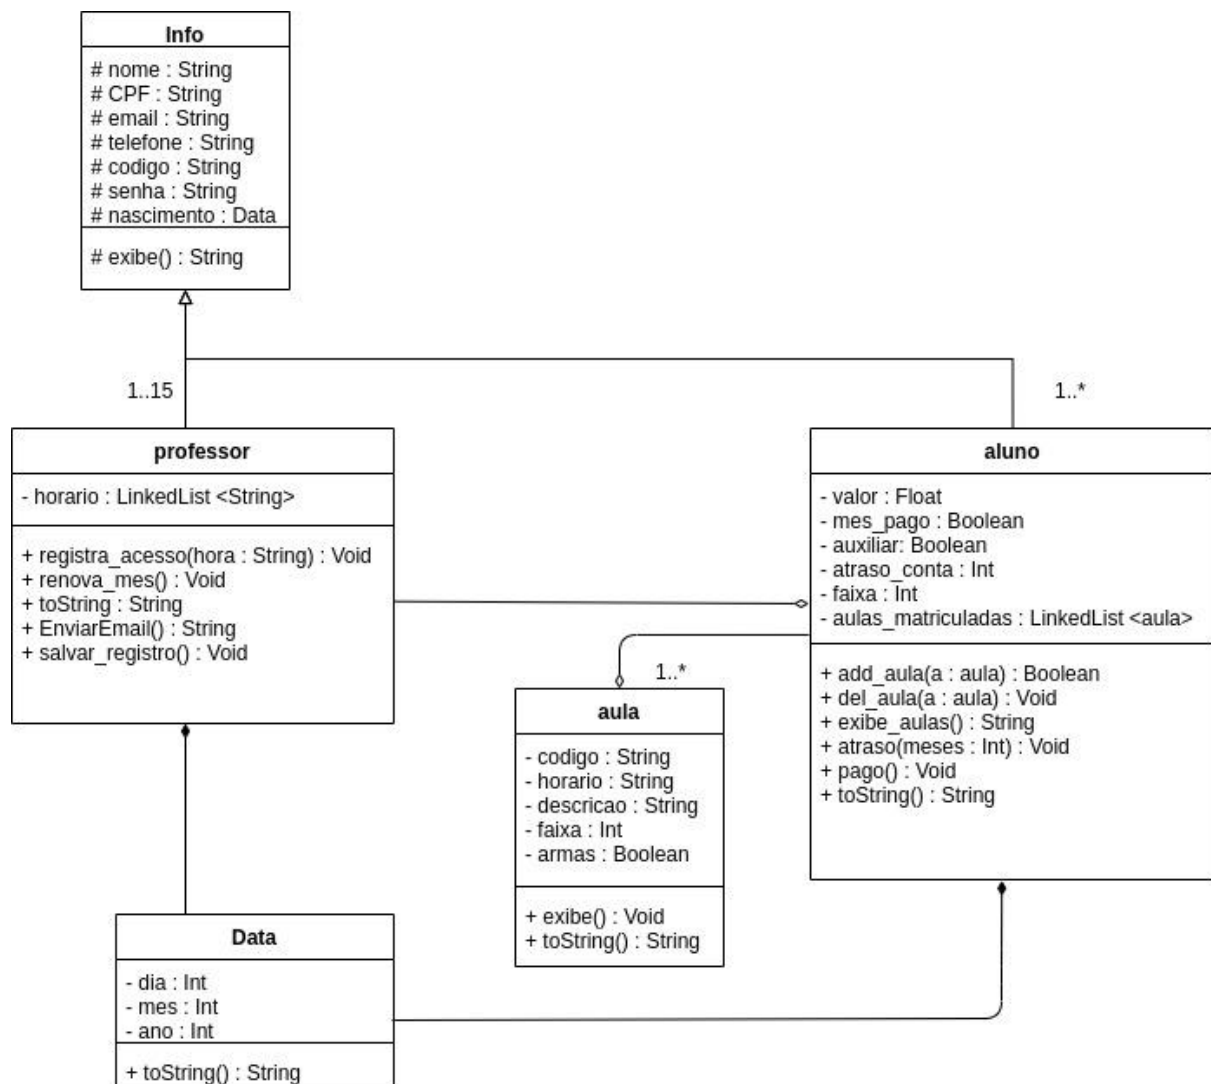 Info
# nome : String
# CPF : String
# email : String
# telefone : String
# codigo : String
# senha : String
# nascimento : Data
# exibe() : String
1..15
1..*
professor
- horario : LinkedList <String>
+ registra_acesso(hora : String) : Void
+ renova_mes() : Void
+ toString : String
+ EnviarEmail() : String
+ salvar_registro() : Void
aluno
- valor : Float
- mes_pago : Boolean
- auxiliar: Boolean
- atraso_conta : Int
- faixa : Int
- aulas_matriculadas : LinkedList <aula>
+ add_aula(a : aula) : Boolean
+ del_aula(a : aula) : Void
+ exibe_aulas() : String
+ atraso(meses : Int) : Void
+ pago() : Void
+ toString() : String
1..*
aula
- codigo : String
- horario : String
- descricao : String
- faixa : Int
- armas : Boolean
+ exibe() : Void
+ toString() : String
Data
- dia : Int
- mes : Int
- ano : Int
+ toString() : String